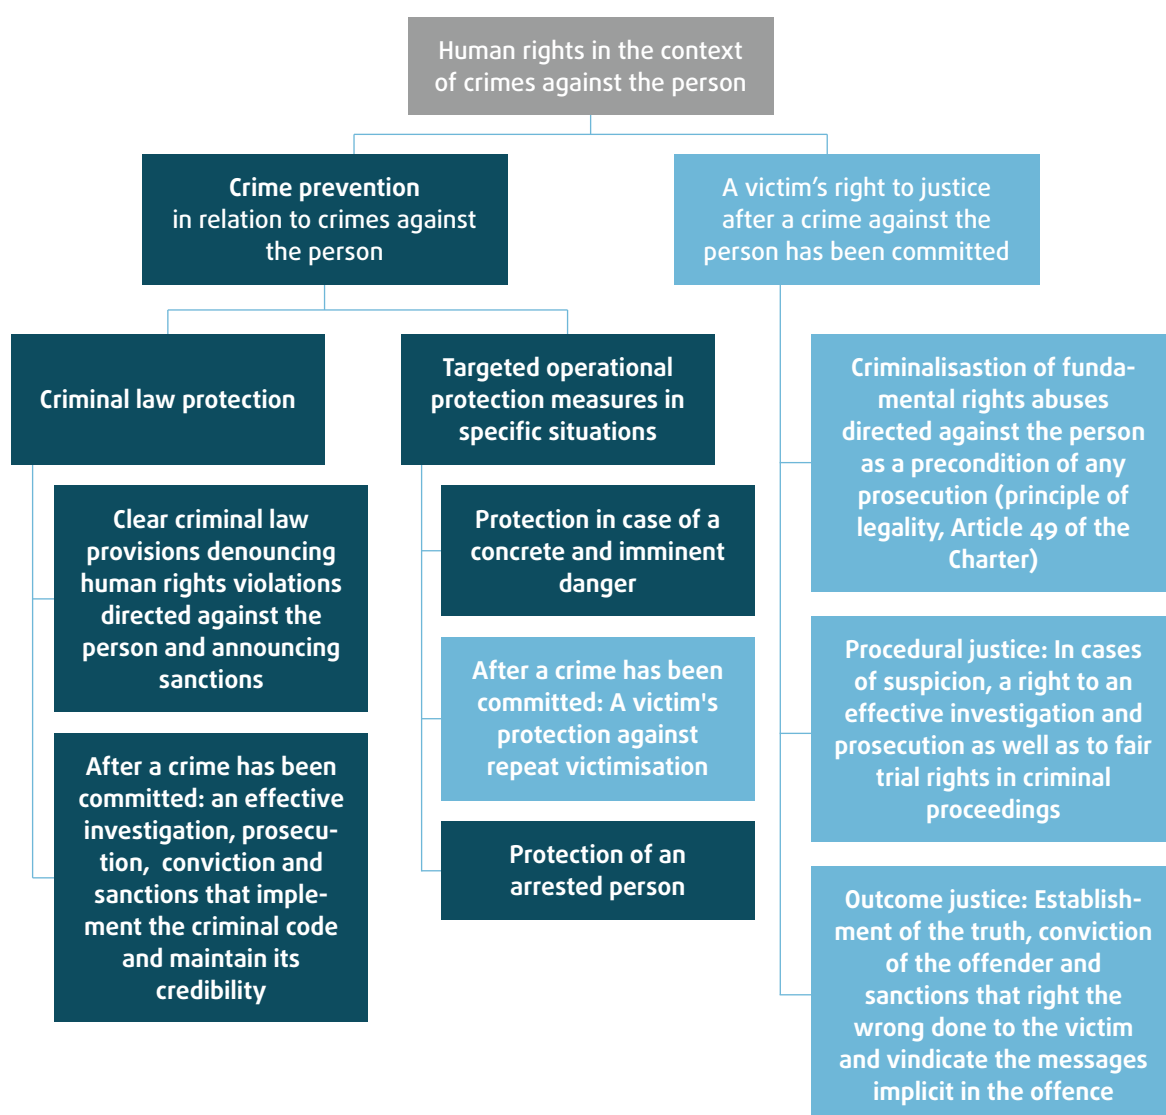 Human rights in the context
of crimes against the person
Crime prevention
in relation to crimes against
the person
A victim’s right to justice
after a crime against the
person has been committed
Criminal law protection
Clear criminal law
provisions denouncing
human rights violations
directed against the
person and announcing
sanctions
After a crime has been
committed: an effective
investigation, prosecu-
tion, conviction and
sanctions that imple-
ment the criminal code
and maintain its
credibility
Targeted operational
protection measures in
specific situations
Protection in case of a
concrete and imminent
danger
After a crime has been
committed: A victim's
protection against
repeat victimisation
Protection of an
arrested person
Criminalisastion of funda-
mental rights abuses
directed against the person
as a precondition of any
prosecution (principle of
legality, Article 49 of the
Charter)
Procedural justice: In cases
of suspicion, a right to an
effective investigation and
prosecution as well as to fair
trial rights in criminal
proceedings
Outcome justice: Establish-
ment of the truth, conviction
of the offender and
sanctions that right the
wrong done to the victim
and vindicate the messages
implicit in the offence